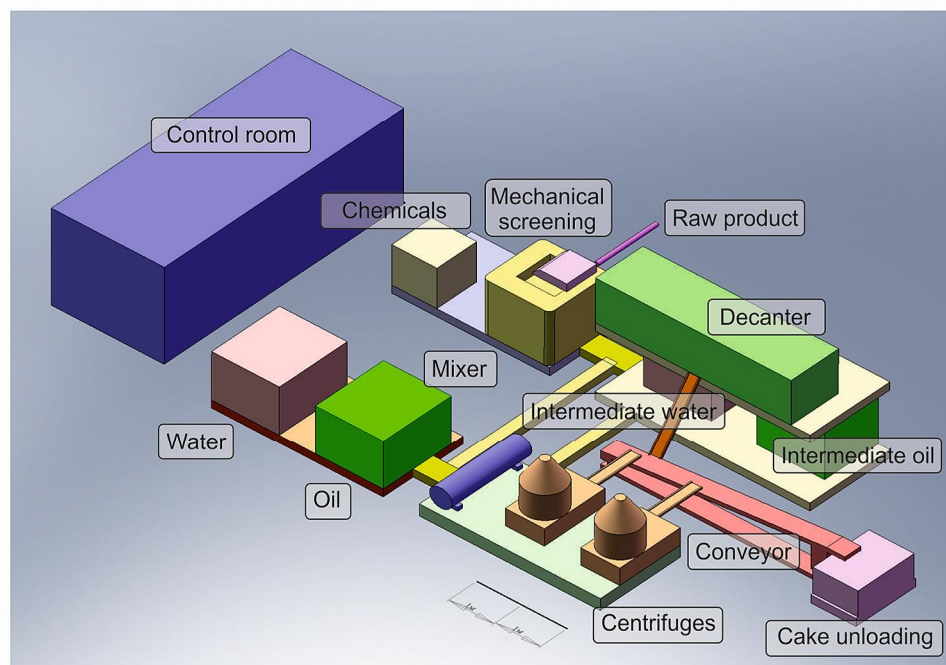 Control room
Chemicals
Mechanical
screening
Raw product
Decanter
Mixer
Intermediate water
Water
Intermediate oil
Oil
Conveyor
Centrifuges
Cake unloading